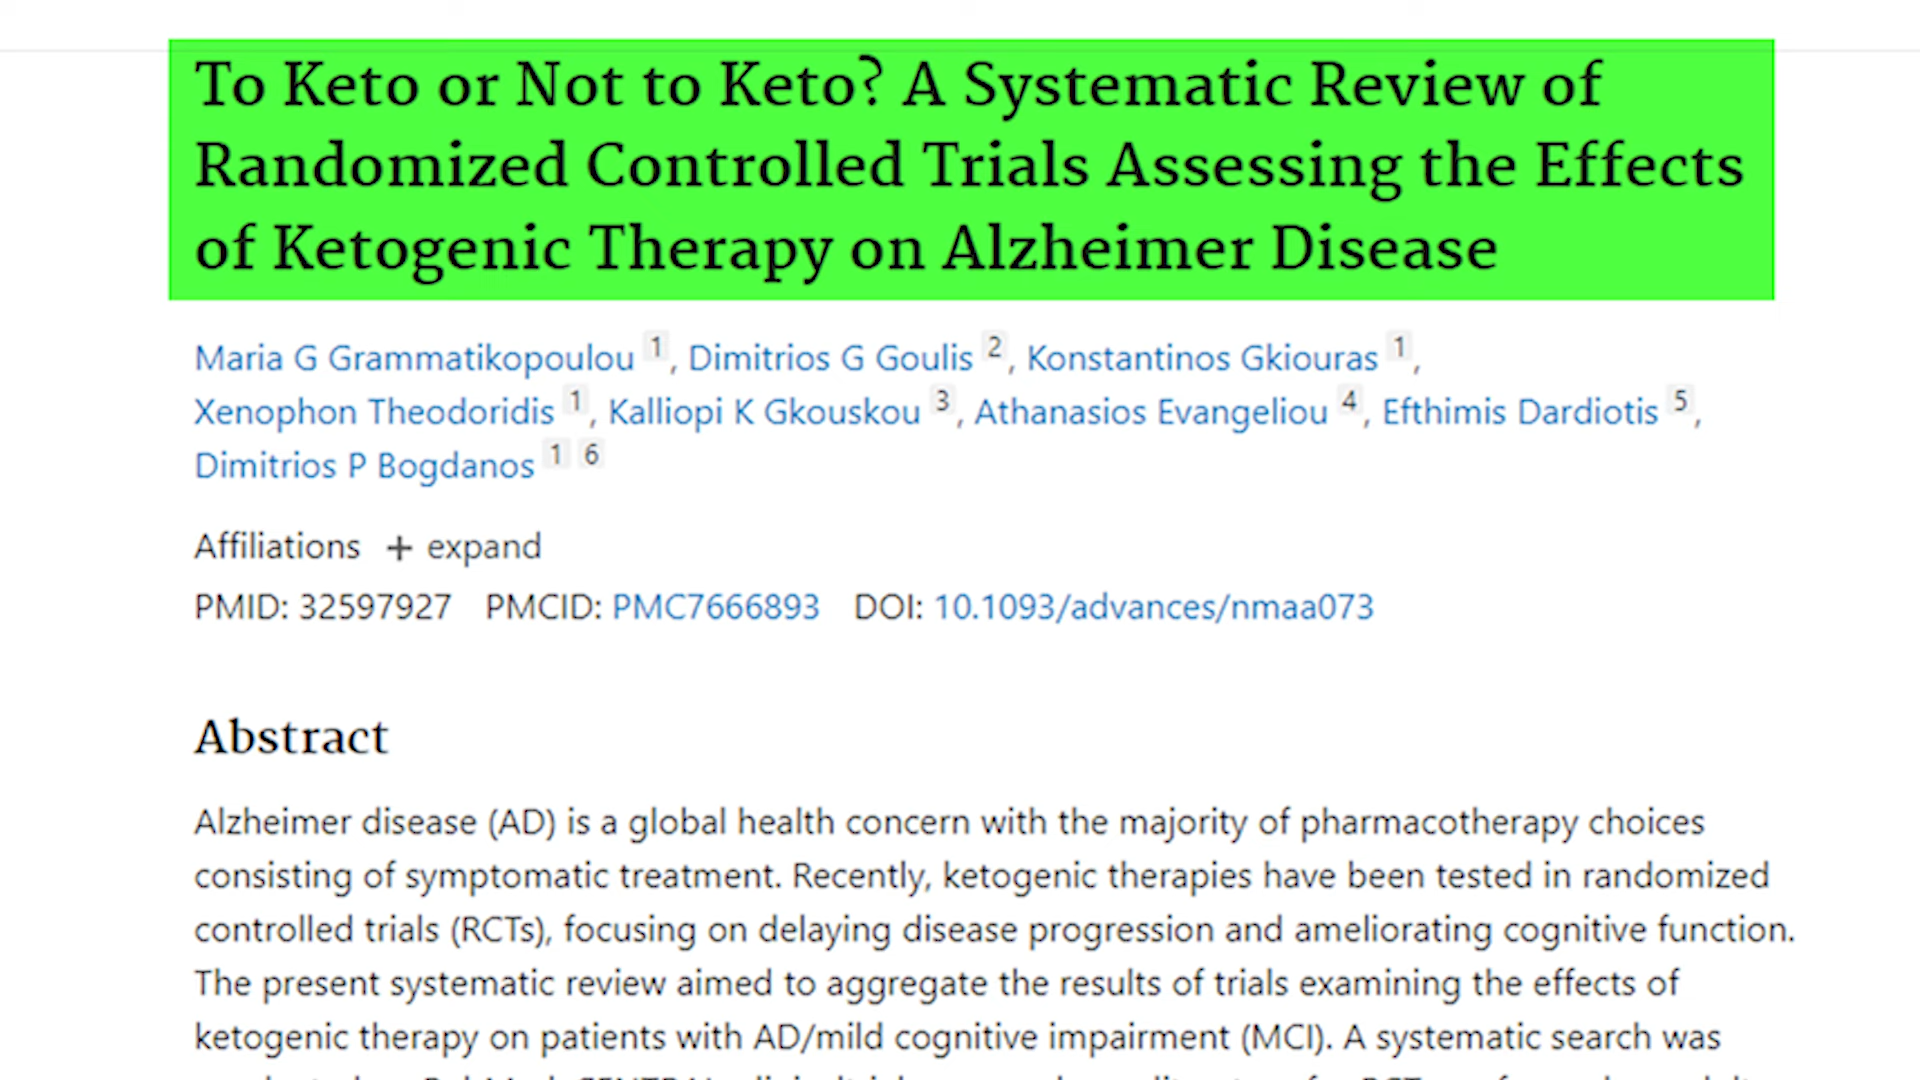 To Keto or Not to Keto? A Systematic Review of
Randomized Controlled Trials Assessing the Effects
of Ketogenic Therapy on Alzheimer Disease
Maria G Grammatikopoulou 1, Dimitrios G Goulis 2, Konstantinos Gkiouras 1,
Xenophon Theodoridis 1, Kalliopi K Gkouskou 3, Athanasios Evangeliou 4, Efthimis Dardiotis 5,
Dimitrios P Bogdanos 1 6
Affiliations + expand
PMID: 32597927 PMCID: PMC7666893 DOI: 10.1093/advances/nmaa073
Abstract
Alzheimer disease (AD) is a global health concern with the majority of pharmacotherapy choices
consisting of symptomatic treatment. Recently, ketogenic therapies have been tested in randomized
controlled trials (RCTs), focusing on delaying disease progression and ameliorating cognitive function.
The present systematic review aimed to aggregate the results of trials examining the effects of
ketogenic therapy on patients with AD/mild cognitive impairment (MCI). A systematic search was